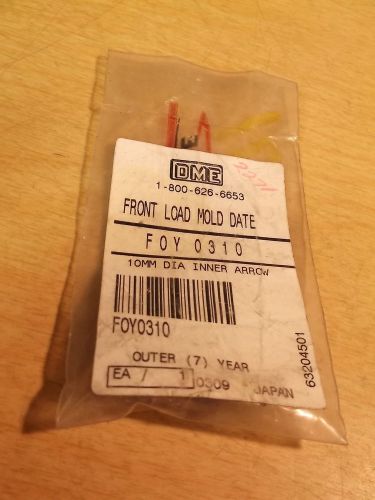 DME
1-800-626-6653
FRONT LOAD MOLD DATE
FOY 0310
10MM DIA INNER ARROW
FOY0310
OUTER (7) YEAR
EA / 1 0309 JAPAN
63204501